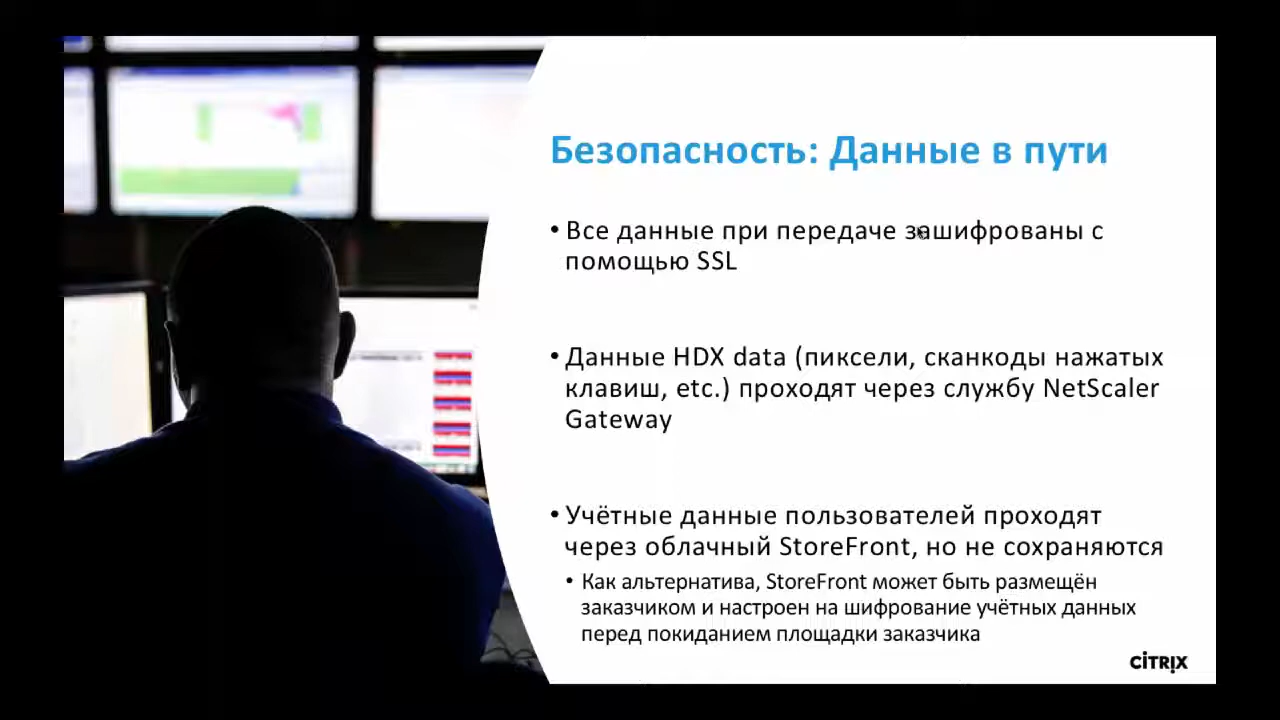 Безопасность: Данные в пути
• Все данные при передаче зашифрованы с
помощью SSL
• Данные HDX data (пиксели, сканкоды нажатых
клавиш, etc.) проходят через службу NetScaler
Gateway
• Учётные данные пользователей проходят
через облачный StoreFront, но не сохраняются
• Как альтернатива, StoreFront может быть размещён
заказчиком и настроен на шифрование учётных данных
перед покиданием площадки заказчика
CİTRIX